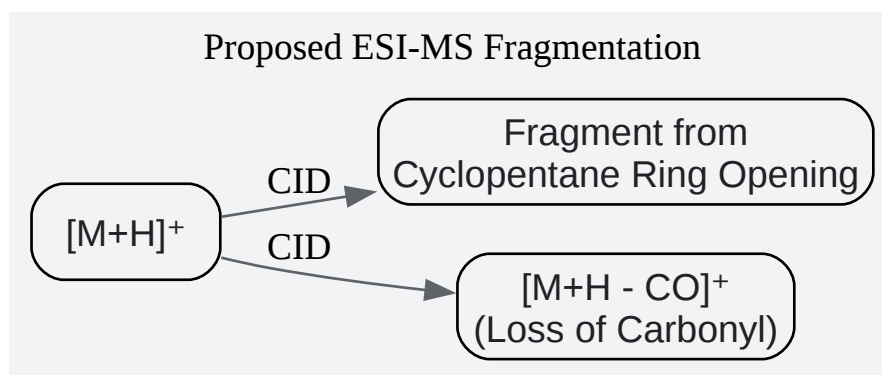 Proposed ESI-MS Fragmentation
Fragment from
Cyclopentane Ring Opening
CID
[M+H]⁺
CID
[M+H - CO]⁺
(Loss of Carbonyl)